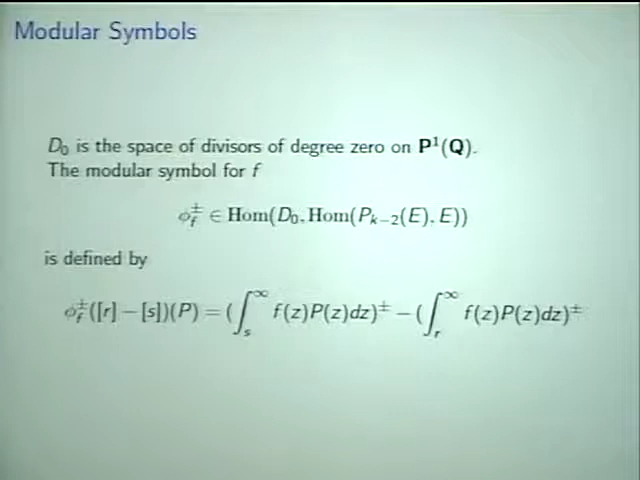 Modular Symbols
D₀ is the space of divisors of degree zero on P¹(Q).
The modular symbol for f
ϕ_f^± ∈ Hom(D₀, Hom(P_{k−2}(E), E))
is defined by
ϕ_f^±([r] − [s])(P) = (∫_s^∞ f(z)P(z)dz)^± − (∫_r^∞ f(z)P(z)dz)^±